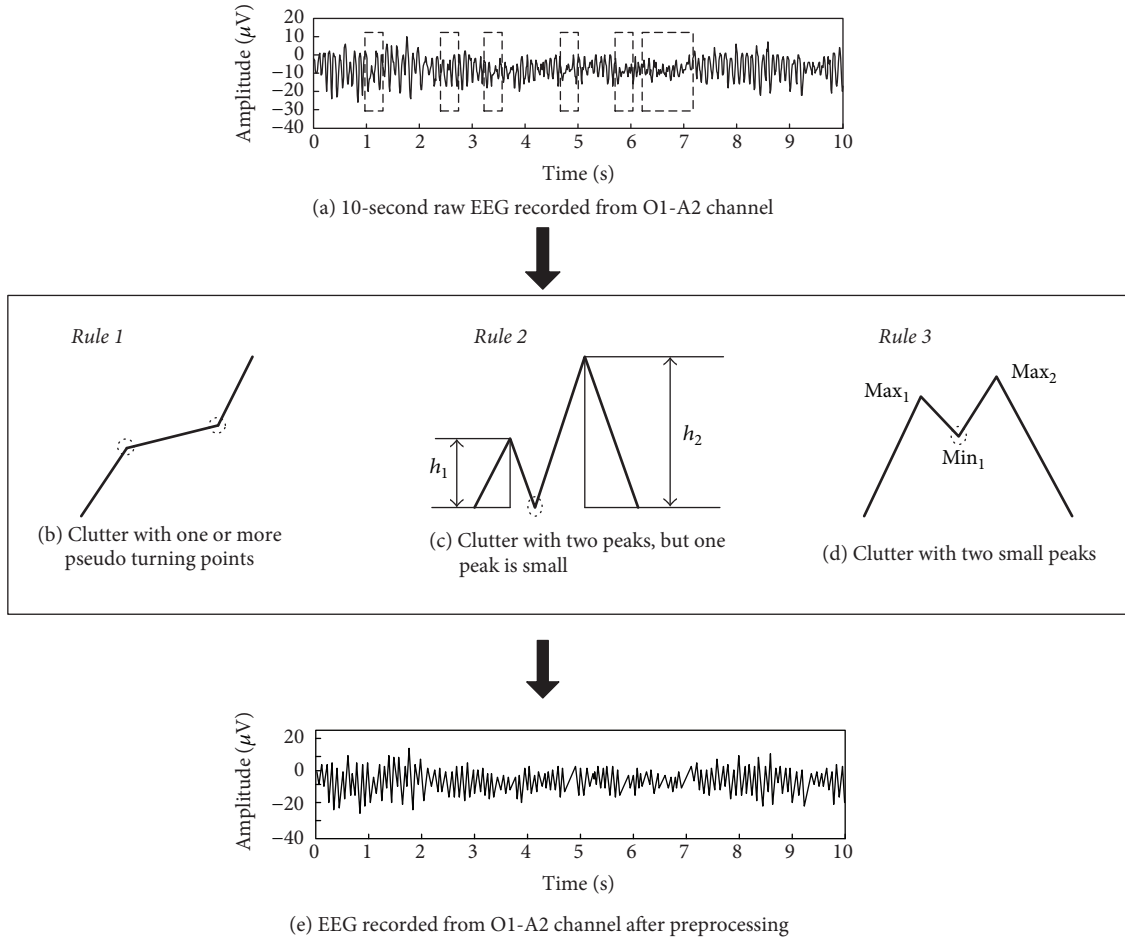 20
10
0
−10
−20
−30
−40
Amplitude (μV)
0 1 2 3 4 5 6 7 8 9 10
Time (s)
(a) 10-second raw EEG recorded from O1-A2 channel
Rule 1
(b) Clutter with one or more
pseudo turning points
Rule 2
h1
h2
(c) Clutter with two peaks, but one
peak is small
Rule 3
Max1
Max2
Min1
(d) Clutter with two small peaks
20
0
−20
−40
Amplitude (μV)
0 1 2 3 4 5 6 7 8 9 10
Time (s)
(e) EEG recorded from O1-A2 channel after preprocessing